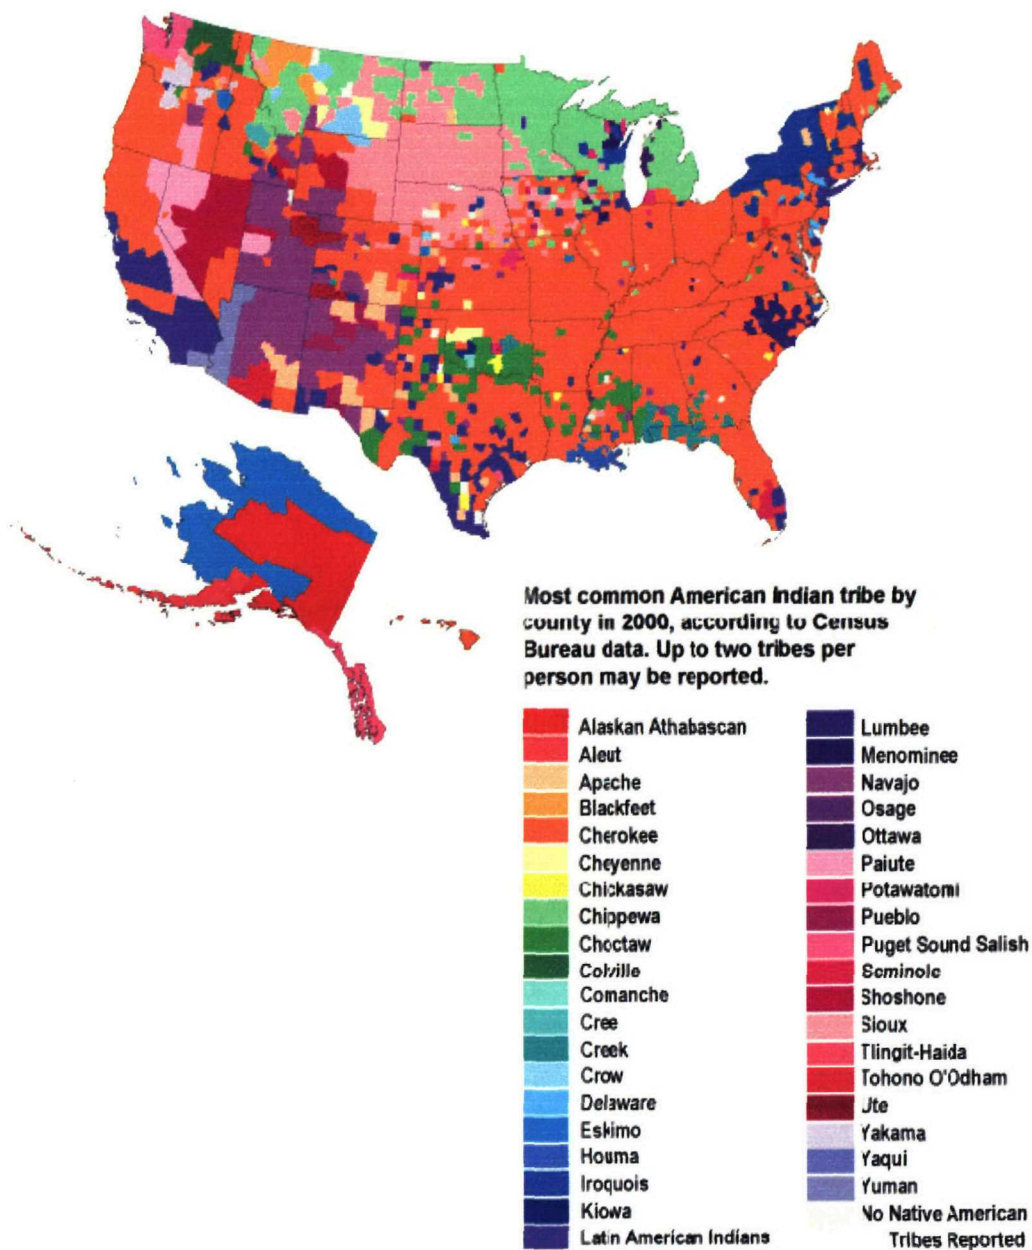 Most common American Indian tribe by
county in 2000, according to Census
Bureau data. Up to two tribes per
person may be reported.
Alaskan Athabascan
Aleut
Apache
Blackfeet
Cherokee
Cheyenne
Chickasaw
Chippewa
Choctaw
Colville
Comanche
Cree
Creek
Crow
Delaware
Eskimo
Houma
Iroquois
Kiowa
Latin American Indians
Lumbee
Menominee
Navajo
Osage
Ottawa
Paiute
Potawatomi
Pueblo
Puget Sound Salish
Seminole
Shoshone
Sioux
Tlingit-Haida
Tohono O'Odham
Ute
Yakama
Yaqui
Yuman
No Native American
Tribes Reported